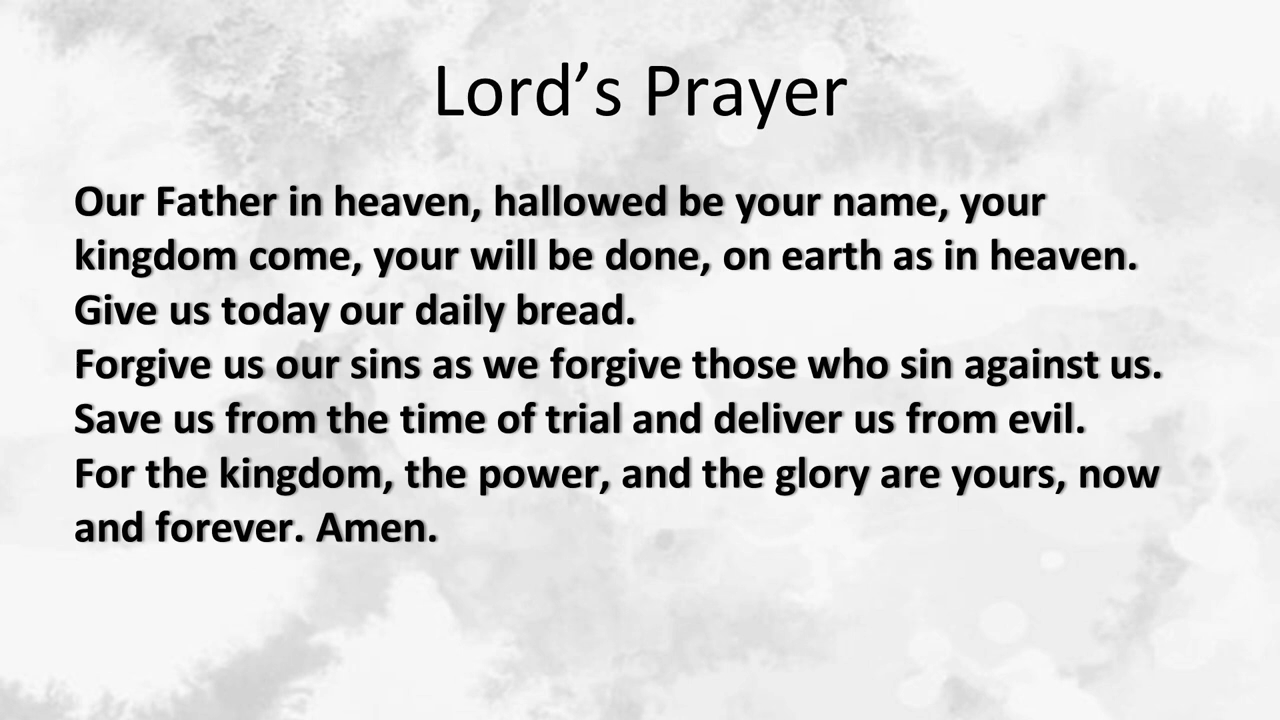 Lord’s Prayer
Our Father in heaven, hallowed be your name, your
kingdom come, your will be done, on earth as in heaven.
Give us today our daily bread.
Forgive us our sins as we forgive those who sin against us.
Save us from the time of trial and deliver us from evil.
For the kingdom, the power, and the glory are yours, now
and forever. Amen.